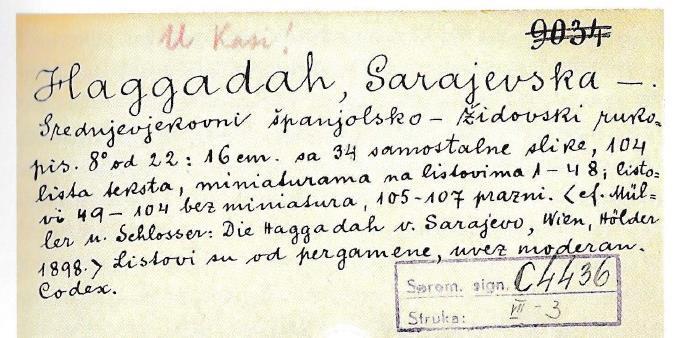 U Kasi!
9034
Haggadah, Sarajevska —.
Srednjevjekovni španjolsko - židovski ruko=
pis. 8° od 22 : 16 cm. sa 34 samostalne slike, 104
lista teksta, miniaturama na listovima 1 - 48; listo=
vi 49 - 104 bez miniatura, 105 - 107 prazni. <cf. Mül=
ler u. Schlosser: Die Haggadah v. Sarajevo, Wien, Hölder
1898.> Listovi su od pergamene, uvez moderan.
Codex.
Sarom. sign. C 4436
Struka: VII - 3